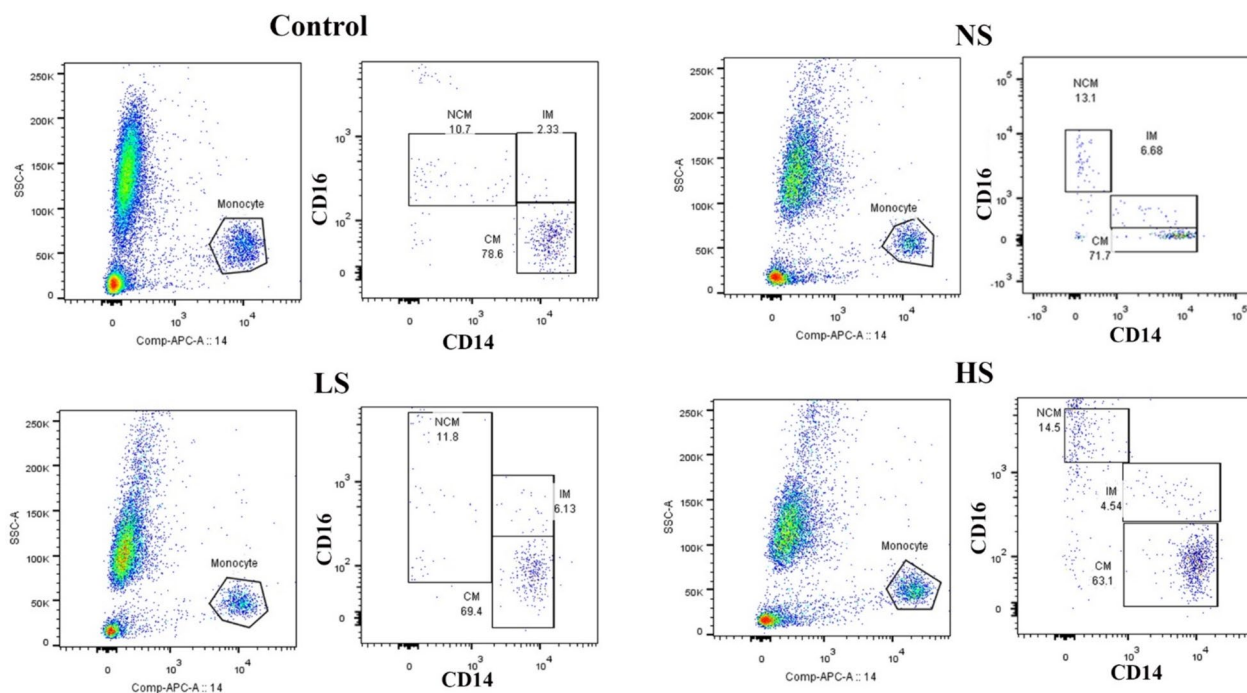 Control
250K
200K
150K
100K
50K
0
SSC-A
Monocyte
0
10³
10⁴
Comp-APC-A :: 14
CD16
10³
10²
0
NCM
10.7
IM
2.33
CM
78.6
0
10³
10⁴
CD14
NS
250K
200K
150K
100K
50K
0
SSC-A
Monocyte
0
10³
10⁴
Comp-APC-A :: 14
CD16
10⁵
10⁴
10³
0
-10³
NCM
13.1
IM
6.68
CM
71.7
-10³
0
10³
10⁴
10⁵
CD14
LS
250K
200K
150K
100K
50K
0
SSC-A
Monocyte
0
10³
10⁴
Comp-APC-A :: 14
CD16
10³
10²
0
NCM
11.8
IM
6.13
CM
69.4
0
10³
10⁴
CD14
HS
250K
200K
150K
100K
50K
0
SSC-A
Monocyte
0
10³
10⁴
Comp-APC-A :: 14
CD16
10³
10²
0
NCM
14.5
IM
4.54
CM
63.1
0
10³
10⁴
CD14